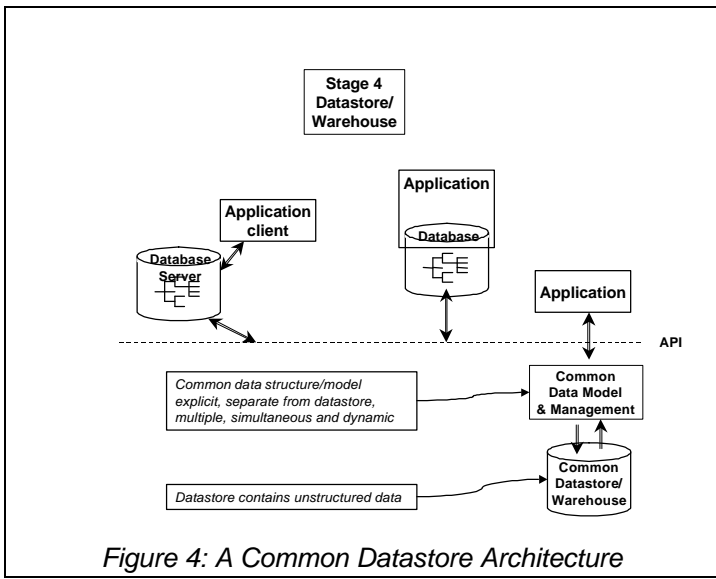 Stage 4
Datastore/
Warehouse
Application
Database
Application
client
Database
Server
Application
API
Common data structure/model
explicit, separate from datastore,
multiple, simultaneous and dynamic
Common
Data Model
& Management
Datastore contains unstructured data
Common
Datastore/
Warehouse
Figure 4: A Common Datastore Architecture